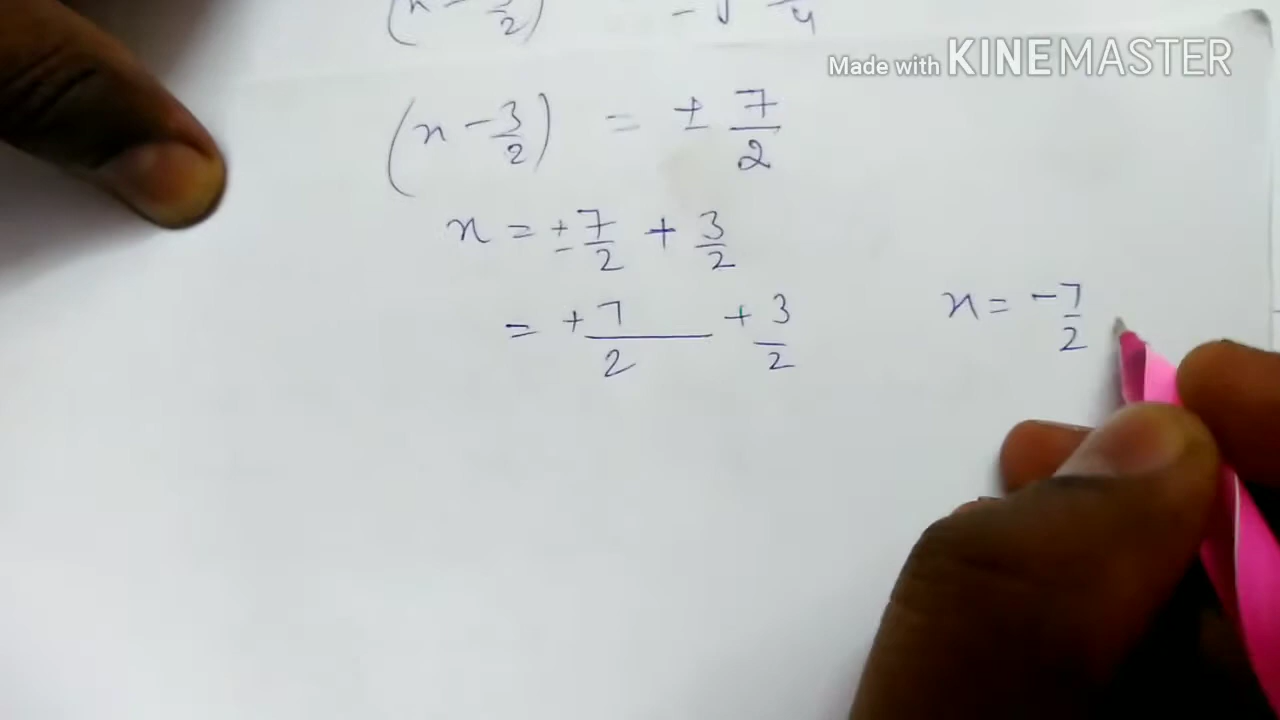 Made with KINEMASTER
(x - 3/2) = ± 7/2
x = ± 7/2 + 3/2
= + 7/2 + 3/2
x = -7/2